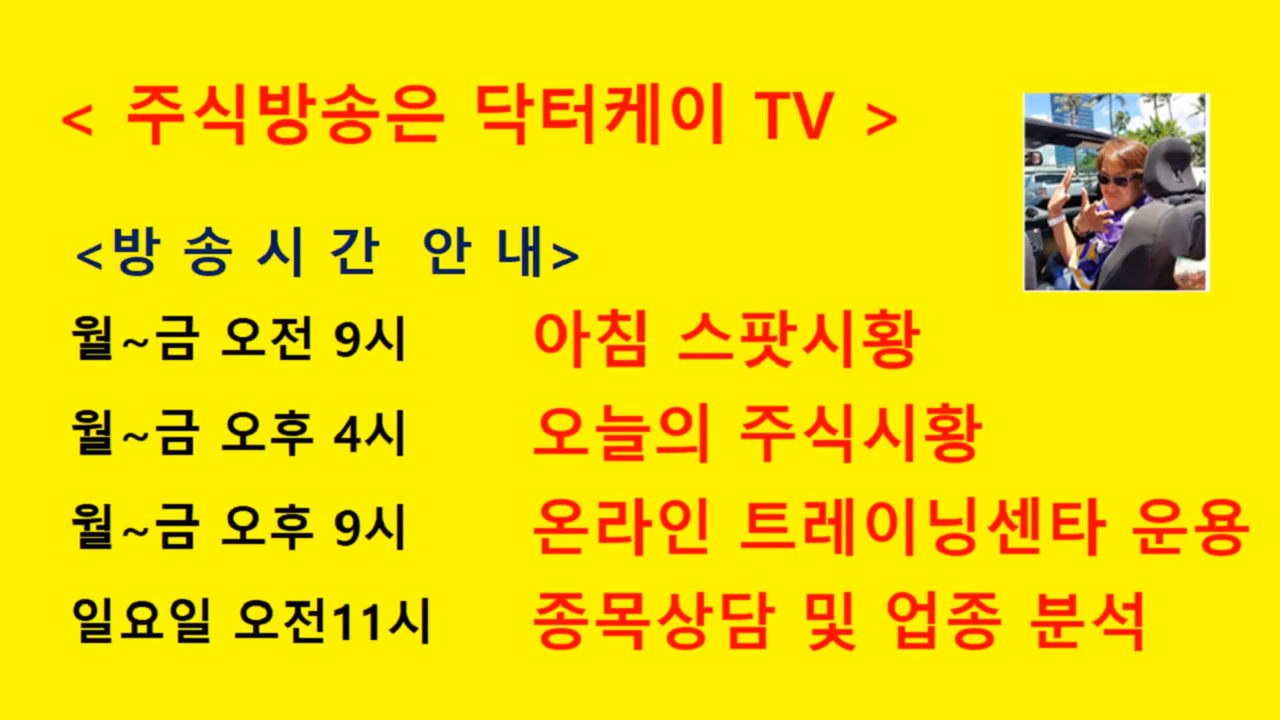 < 주식방송은 닥터케이 TV >
<방 송 시 간 안 내>
월~금 오전 9시 아침 스팟시황
월~금 오후 4시 오늘의 주식시황
월~금 오후 9시 온라인 트레이닝센타 운용
일요일 오전11시 종목상담 및 업종 분석